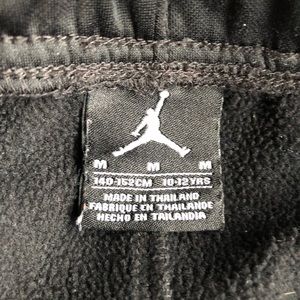 M M M
140-152CM 10-12YRS
MADE IN THAILAND
FABRIQUE EN THAILANDE
HECHO EN TAILANDIA